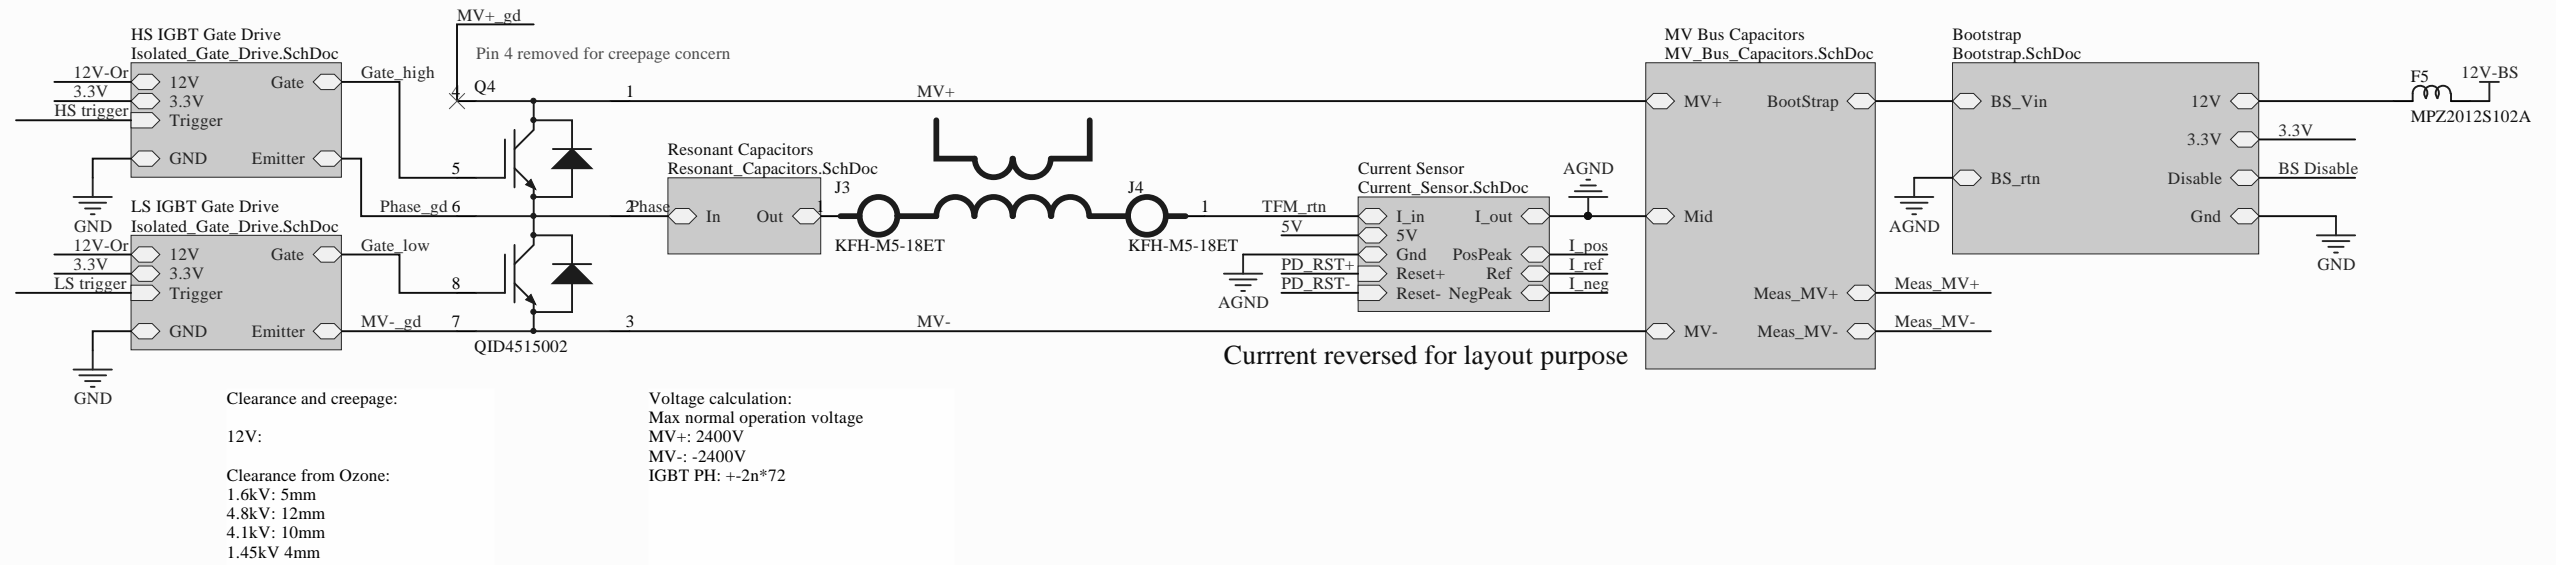 MV+_gd
Pin 4 removed for creepage concern
HS IGBT Gate Drive
Isolated_Gate_Drive.SchDoc
12V-Or
3.3V
HS trigger
12V
3.3V
Trigger
GND
Gate
Emitter
GND
Gate_high
4
Q4
1
MV+
5
Phase_gd 6
2
Phase
LS IGBT Gate Drive
Isolated_Gate_Drive.SchDoc
12V-Or
3.3V
LS trigger
12V
3.3V
Trigger
GND
Gate
Emitter
GND
Gate_low
8
MV-_gd
7
3
MV-
QID4515002
Resonant Capacitors
Resonant_Capacitors.SchDoc
In
Out
J3
1
KFH-M5-18ET
J4
1
KFH-M5-18ET
TFM_rtn
5V
PD_RST+
PD_RST-
AGND
Current Sensor
Current_Sensor.SchDoc
I_in
5V
Gnd
Reset+
Reset-
I_out
PosPeak
Ref
NegPeak
AGND
I_pos
I_ref
I_neg
Currrent reversed for layout purpose
MV Bus Capacitors
MV_Bus_Capacitors.SchDoc
MV+
Mid
MV-
BootStrap
Meas_MV+
Meas_MV-
Meas_MV+
Meas_MV-
Bootstrap
Bootstrap.SchDoc
BS_Vin
BS_rtn
AGND
12V
3.3V
Disable
Gnd
3.3V
BS Disable
GND
F5
12V-BS
MPZ2012S102A
Clearance and creepage:
12V:
Clearance from Ozone:
1.6kV: 5mm
4.8kV: 12mm
4.1kV: 10mm
1.45kV 4mm
Voltage calculation:
Max normal operation voltage
MV+: 2400V
MV-: -2400V
IGBT PH: +-2n*72